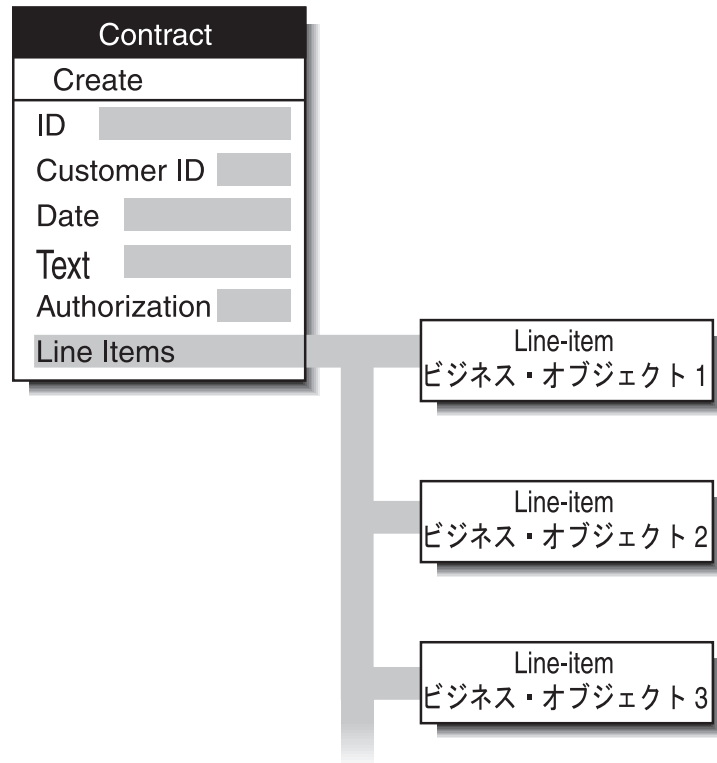 Contract
Create
ID
Customer ID
Date
Text
Authorization
Line Items
Line-item
ビジネス・オブジェクト 1
Line-item
ビジネス・オブジェクト 2
Line-item
ビジネス・オブジェクト 3